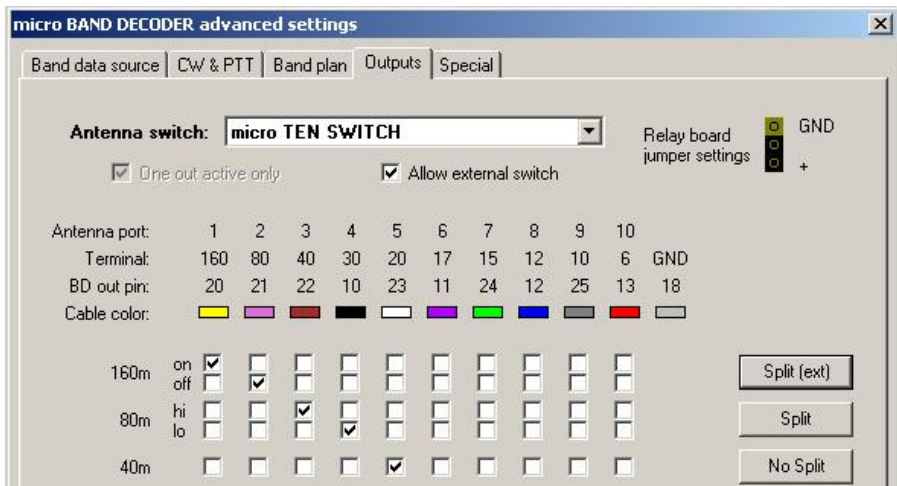 micro BAND DECODER advanced settings
Band data source CW & PTT Band plan Outputs Special
Antenna switch: micro TEN SWITCH
Relay board
jumper settings
GND
+
One out active only Allow external switch
Antenna port: 1 2 3 4 5 6 7 8 9 10
Terminal: 160 80 40 30 20 17 15 12 10 6 GND
BD out pin: 20 21 22 10 23 11 24 12 25 13 18
Cable color:
160m on
off
Split (ext)
80m hi
lo
Split
40m
No Split